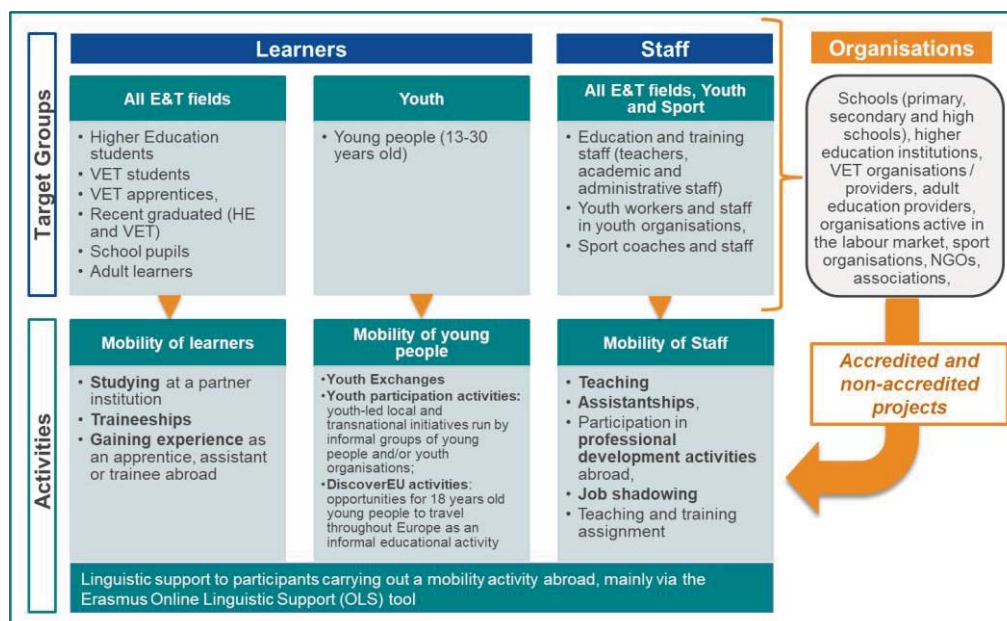 Learners
Staff
Organisations
Target Groups
All E&T fields
• Higher Education
students
• VET students
• VET apprentices,
• Recent graduated (HE
and VET)
• School pupils
• Adult learners
Youth
• Young people (13-30
years old)
All E&T fields, Youth
and Sport
• Education and training
staff (teachers,
academic and
administrative staff)
• Youth workers and staff
in youth organisations,
• Sport coaches and staff
Schools (primary,
secondary and high
schools), higher
education institutions,
VET organisations /
providers, adult
education providers,
organisations active in
the labour market, sport
organisations, NGOs,
associations,
Activities
Mobility of learners
• Studying at a partner
institution
• Traineeships
• Gaining experience as
an apprentice, assistant
or trainee abroad
Mobility of young
people
•Youth Exchanges
•Youth participation activities:
youth-led local and
transnational initiatives run by
informal groups of young
people and/or youth
organisations;
•DiscoverEU activities:
opportunities for 18 years old
young people to travel
throughout Europe as an
informal educational activity
Mobility of Staff
• Teaching
• Assistantships,
• Participation in
professional
development activities
abroad,
• Job shadowing
• Teaching and training
assignment
Accredited and
non-accredited
projects
Linguistic support to participants carrying out a mobility activity abroad, mainly via the
Erasmus Online Linguistic Support (OLS) tool